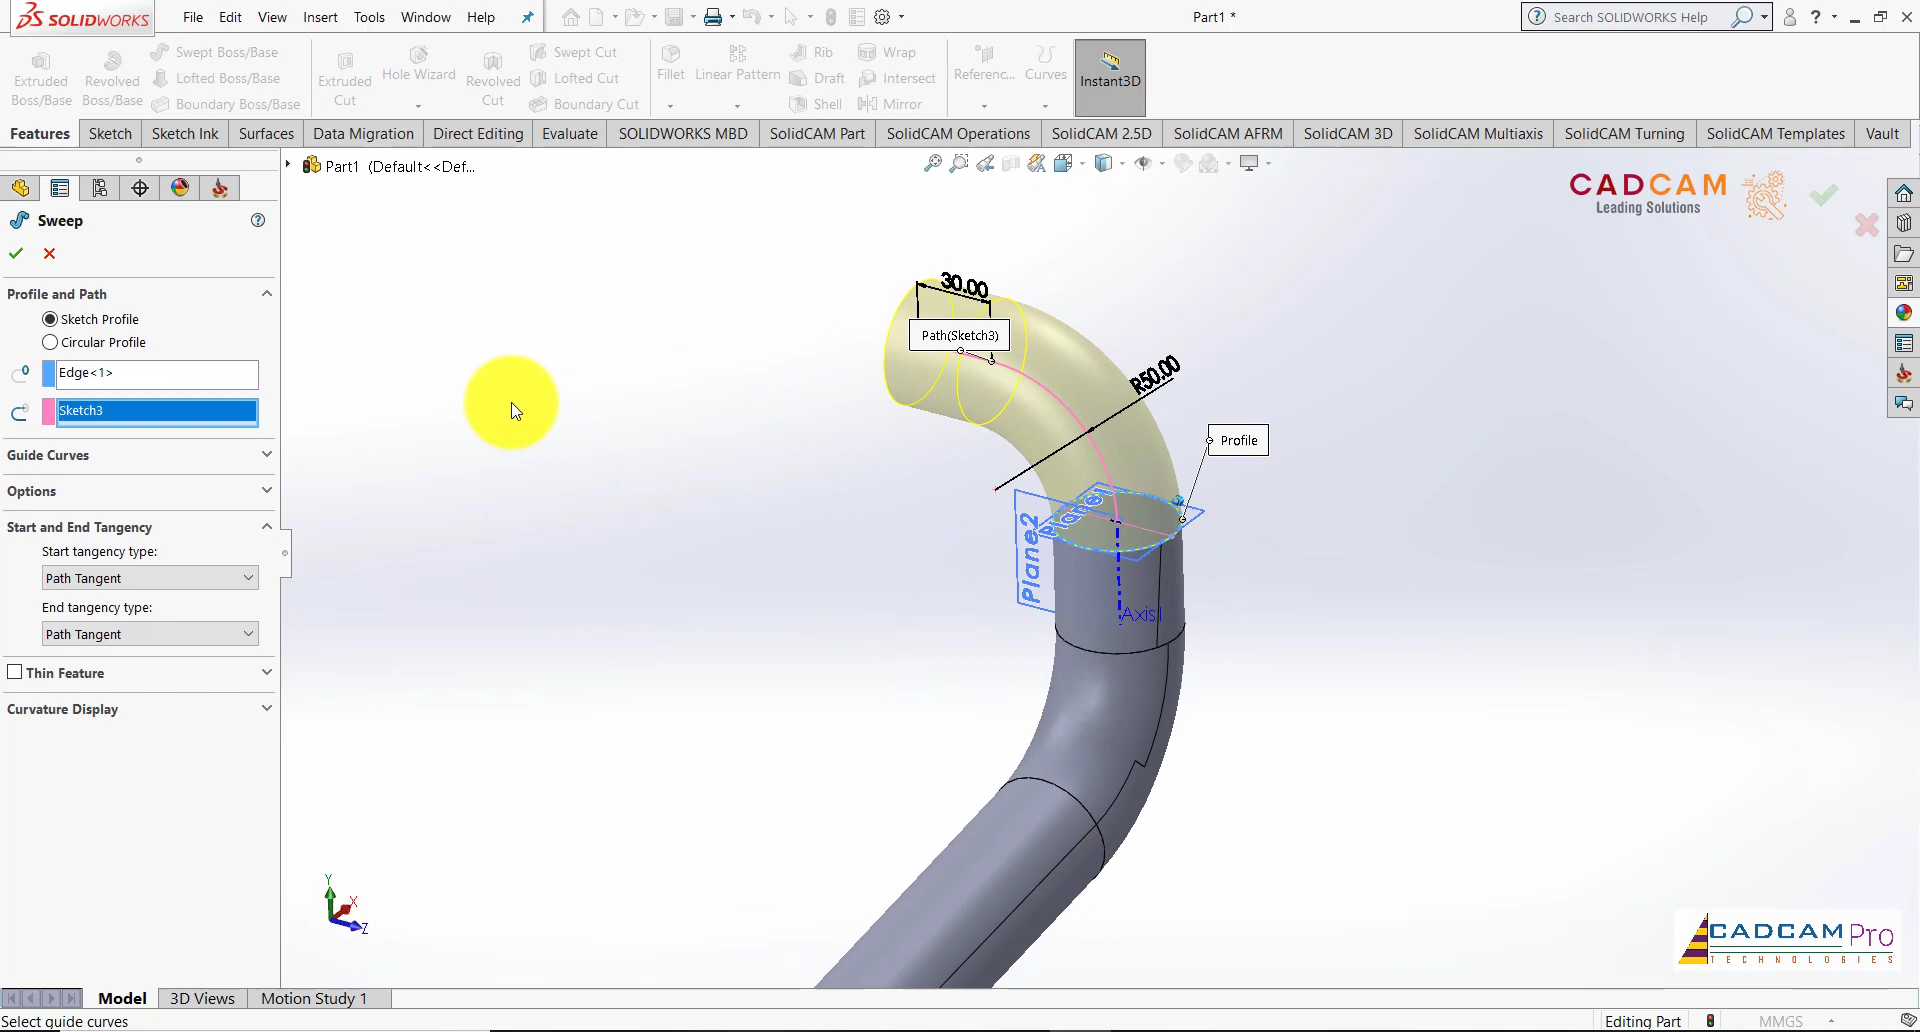 SOLIDWORKS File Edit View Insert Tools Window Help Part1 * Search SOLIDWORKS Help ?
Extruded Boss/Base Revolved Boss/Base Swept Boss/Base Lofted Boss/Base Boundary Boss/Base Extruded Cut Hole Wizard Revolved Cut Swept Cut Lofted Cut Boundary Cut Fillet Linear Pattern Rib Draft Shell Wrap Intersect Mirror Referenc... Curves Instant3D
Features Sketch Sketch Ink Surfaces Data Migration Direct Editing Evaluate SOLIDWORKS MBD SolidCAM Part SolidCAM Operations SolidCAM 2.5D SolidCAM AFRM SolidCAM 3D SolidCAM Multiaxis SolidCAM Turning SolidCAM Templates Vault
Part1 (Default<<Def...
CADCAM
Leading Solutions
Sweep
Profile and Path
Sketch Profile
Circular Profile
Edge<1>
Sketch3
Guide Curves
Options
Start and End Tangency
Start tangency type:
Path Tangent
End tangency type:
Path Tangent
Thin Feature
Curvature Display
30.00
Path(Sketch3)
R50.00
Profile
Plane1
Plane2
Axis1
Y
X
Z
CADCAM Pro
TECHNOLOGIES
Model 3D Views Motion Study 1
Select guide curves Editing Part MMGS